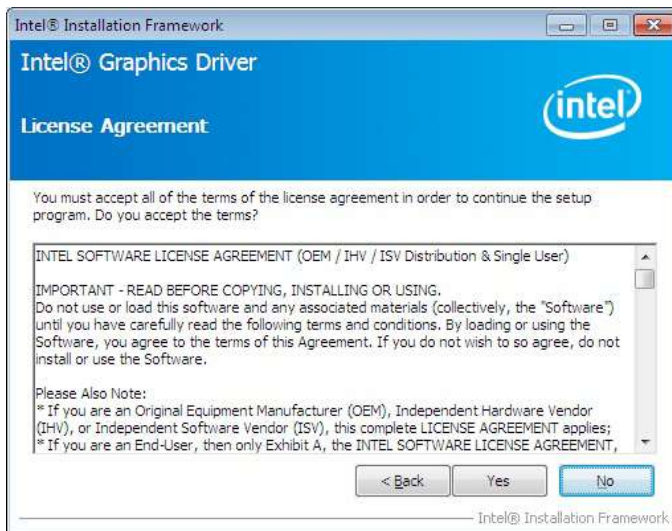 Intel® Installation Framework
Intel® Graphics Driver
License Agreement
intel
You must accept all of the terms of the license agreement in order to continue the setup
program. Do you accept the terms?
INTEL SOFTWARE LICENSE AGREEMENT (OEM / IHV / ISV Distribution & Single User)
IMPORTANT - READ BEFORE COPYING, INSTALLING OR USING.
Do not use or load this software and any associated materials (collectively, the "Software")
until you have carefully read the following terms and conditions. By loading or using the
Software, you agree to the terms of this Agreement. If you do not wish to so agree, do not
install or use the Software.
Please Also Note:
* If you are an Original Equipment Manufacturer (OEM), Independent Hardware Vendor
(IHV), or Independent Software Vendor (ISV), this complete LICENSE AGREEMENT applies;
* If you are an End-User, then only Exhibit A, the INTEL SOFTWARE LICENSE AGREEMENT,
< Back Yes No
Intel® Installation Framework